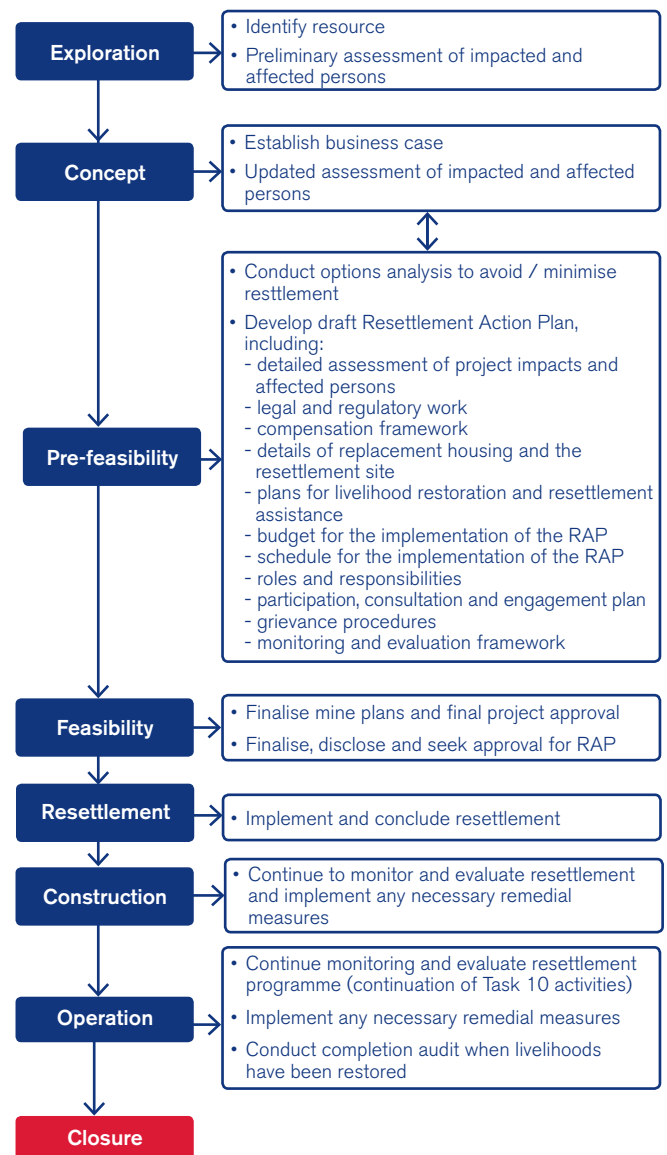 Exploration
• Identify resource
• Preliminary assessment of impacted and
affected persons
Concept
• Establish business case
• Updated assessment of impacted and affected
persons
Pre-feasibility
• Conduct options analysis to avoid / minimise
resttlement
• Develop draft Resettlement Action Plan,
including:
- detailed assessment of project impacts and
affected persons
- legal and regulatory work
- compensation framework
- details of replacement housing and the
resettlement site
- plans for livelihood restoration and resettlement
assistance
- budget for the implementation of the RAP
- schedule for the implementation of the RAP
- roles and responsibilities
- participation, consultation and engagement plan
- grievance procedures
- monitoring and evaluation framework
Feasibility
• Finalise mine plans and final project approval
• Finalise, disclose and seek approval for RAP
Resettlement
• Implement and conclude resettlement
Construction
• Continue to monitor and evaluate resettlement
and implement any necessary remedial
measures
Operation
• Continue monitoring and evaluate resettlement
programme (continuation of Task 10 activities)
• Implement any necessary remedial measures
• Conduct completion audit when livelihoods
have been restored
Closure